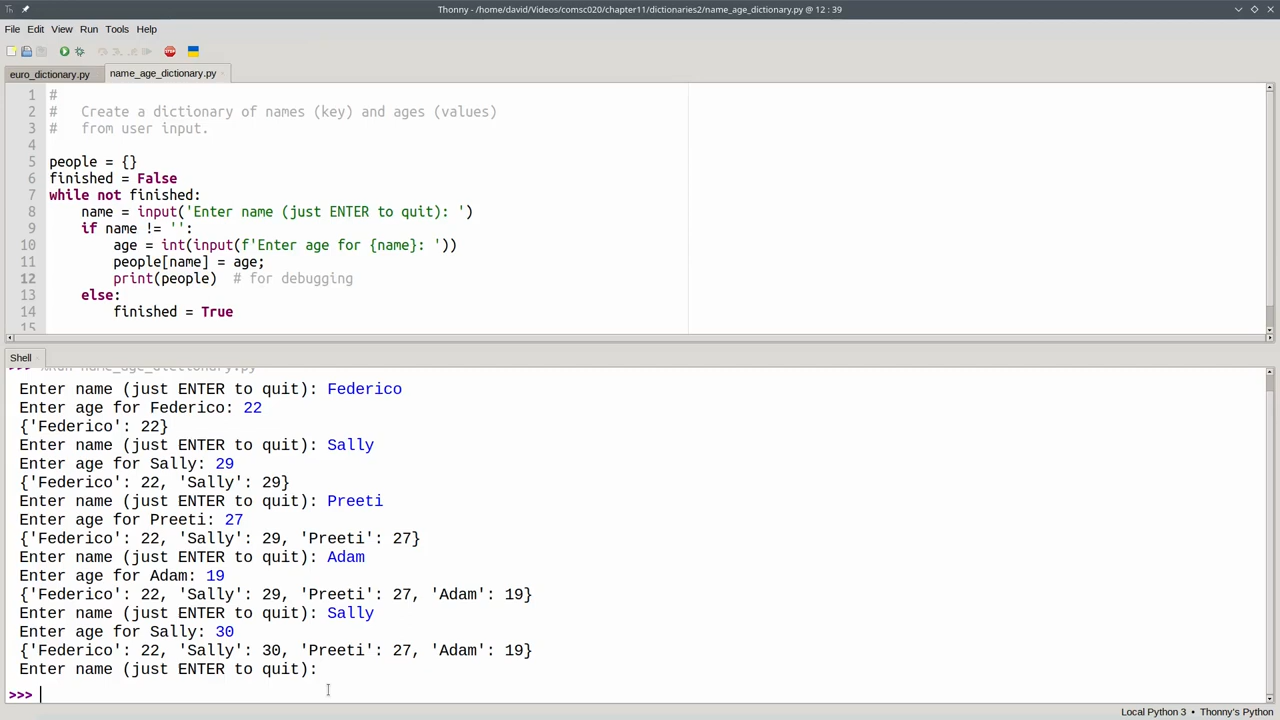 Thonny - /home/david/Videos/comsc020/chapter11/dictionaries2/name_age_dictionary.py @ 12 : 39
File Edit View Run Tools Help
STOP
euro_dictionary.py name_age_dictionary.py
1 #
2 #   Create a dictionary of names (key) and ages (values)
3 #   from user input.
4
5 people = {}
6 finished = False
7 while not finished:
8     name = input('Enter name (just ENTER to quit): ')
9     if name != '':
10         age = int(input(f'Enter age for {name}: '))
11         people[name] = age;
12         print(people)  # for debugging
13     else:
14         finished = True
15
Shell
>>> %Run name_age_dictionary.py
Enter name (just ENTER to quit): Federico
Enter age for Federico: 22
{'Federico': 22}
Enter name (just ENTER to quit): Sally
Enter age for Sally: 29
{'Federico': 22, 'Sally': 29}
Enter name (just ENTER to quit): Preeti
Enter age for Preeti: 27
{'Federico': 22, 'Sally': 29, 'Preeti': 27}
Enter name (just ENTER to quit): Adam
Enter age for Adam: 19
{'Federico': 22, 'Sally': 29, 'Preeti': 27, 'Adam': 19}
Enter name (just ENTER to quit): Sally
Enter age for Sally: 30
{'Federico': 22, 'Sally': 30, 'Preeti': 27, 'Adam': 19}
Enter name (just ENTER to quit):
>>>
Local Python 3 • Thonny's Python